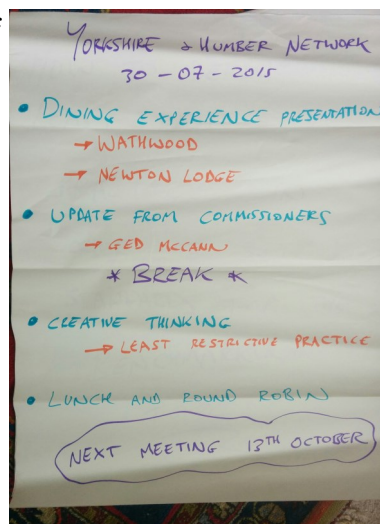 YORKSHIRE & HUMBER NETWORK
30 - 07 - 2015
• DINING EXPERIENCE PRESENTATION
→ WATHWOOD
→ NEWTON LODGE
• UPDATE FROM COMMISSIONERS
→ GED MCCANN
* BREAK *
• CREATIVE THINKING
→ LEAST RESTRICTIVE PRACTICE
• LUNCH AND ROUND ROBIN
NEXT MEETING 13TH OCTOBER